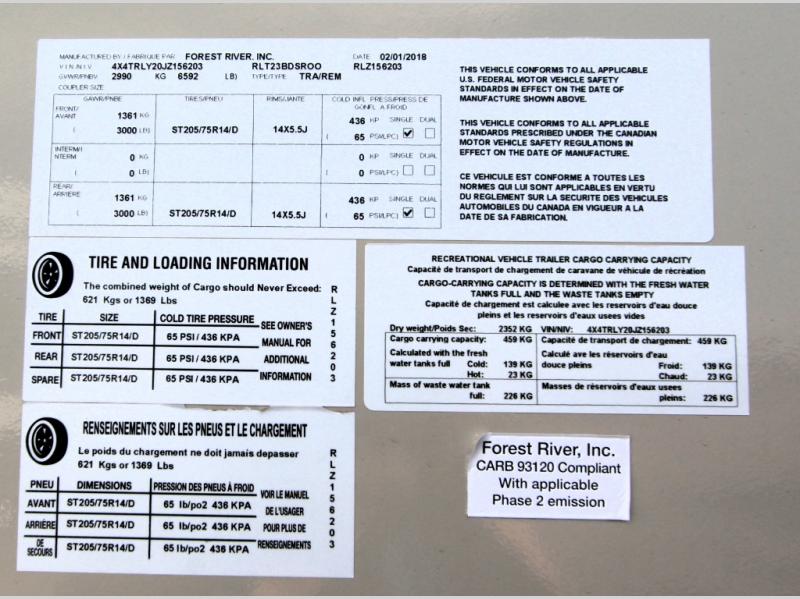 MANUFACTURED BY / FABRIQUE PAR FOREST RIVER, INC. DATE 02/01/2018
V.I.N./N.I.V. 4X4TRLY20JZ156203 RLT23BDSROO RLZ156203
GVWR/PNBV 2990 KG 6592 LB) TYPE/TYPE TRA/REM
COUPLER SIZE
GAWR/PNBE TIRES/PNEU RIMS/JANTE COLD INFL PRESS/PRESS DE GONFL A FROID
FRONT/ AVANT 1361 KG 436 KP SINGLE DUAL
( 3000 LB) ST205/75R14/D 14X5.5J ( 65 PSI/LPC)
INTERM/ NTERM 0 KG 0 KP SINGLE DUAL
( 0 LB) ( 0 PSI/LPC)
REAR/ ARRIERE 1361 KG 436 KP SINGLE DUAL
( 3000 LB) ST205/75R14/D 14X5.5J ( 65 PSI/LPC)
THIS VEHICLE CONFORMS TO ALL APPLICABLE
U.S. FEDERAL MOTOR VEHICLE SAFETY
STANDARDS IN EFFECT ON THE DATE OF
MANUFACTURE SHOWN ABOVE.
THIS VEHICLE CONFORMS TO ALL APPLICABLE
STANDARDS PRESCRIBED UNDER THE CANADIAN
MOTOR VEHICLE SAFETY REGULATIONS IN
EFFECT ON THE DATE OF MANUFACTURE.
CE VEHICULE EST CONFORME A TOUTES LES
NORMES QUI LUI SONT APPLICABLES EN VERTU
DU REGLEMENT SUR LA SECURITE DES VEHICULES
AUTOMOBILES DU CANADA EN VIGUEUR A LA
DATE DE SA FABRICATION.
TIRE AND LOADING INFORMATION
The combined weight of Cargo should Never Exceed:
621 Kgs or 1369 Lbs
TIRE SIZE COLD TIRE PRESSURE
FRONT ST205/75R14/D 65 PSI / 436 KPA
REAR ST205/75R14/D 65 PSI / 436 KPA
SPARE ST205/75R14/D 65 PSI / 436 KPA
SEE OWNER'S
MANUAL FOR
ADDITIONAL
INFORMATION
RLZ156203
RECREATIONAL VEHICLE TRAILER CARGO CARRYING CAPACITY
Capacité de transport de chargement de caravane de véhicule de récréation
CARGO-CARRYING CAPACITY IS DETERMINED WITH THE FRESH WATER
TANKS FULL AND THE WASTE TANKS EMPTY
Capacité de chargement est calculée avec les réservoirs d'eau douce
pleins et les reservoirs d'eaux usees vides
Dry weight/Poids Sec: 2352 KG VIN/NIV: 4X4TRLY20JZ156203
Cargo carrying capacity: 459 KG Capacité de transport de chargement: 459 KG
Calculated with the fresh Calculé ave les réservoirs d'eau
water tanks full Cold: 139 KG douce pleins Froid: 139 KG
Hot: 23 KG Chaud: 23 KG
Mass of waste water tank Masses de réservoirs d'eaux usees
full: 226 KG pleins: 226 KG
RENSEIGNEMENTS SUR LES PNEUS ET LE CHARGEMENT
Le poids du chargement ne doit jamais depasser
621 Kgs or 1369 Lbs
PNEU DIMENSIONS PRESSION DES PNEUS À FROID
AVANT ST205/75R14/D 65 lb/po2 436 KPA
ARRIÈRE ST205/75R14/D 65 lb/po2 436 KPA
DE SECOURS ST205/75R14/D 65 lb/po2 436 KPA
VOIR LE MANUEL
DE L'USAGER
POUR PLUS DE
RENSEIGNEMENTS
RLZ156203
Forest River, Inc.
CARB 93120 Compliant
With applicable
Phase 2 emission